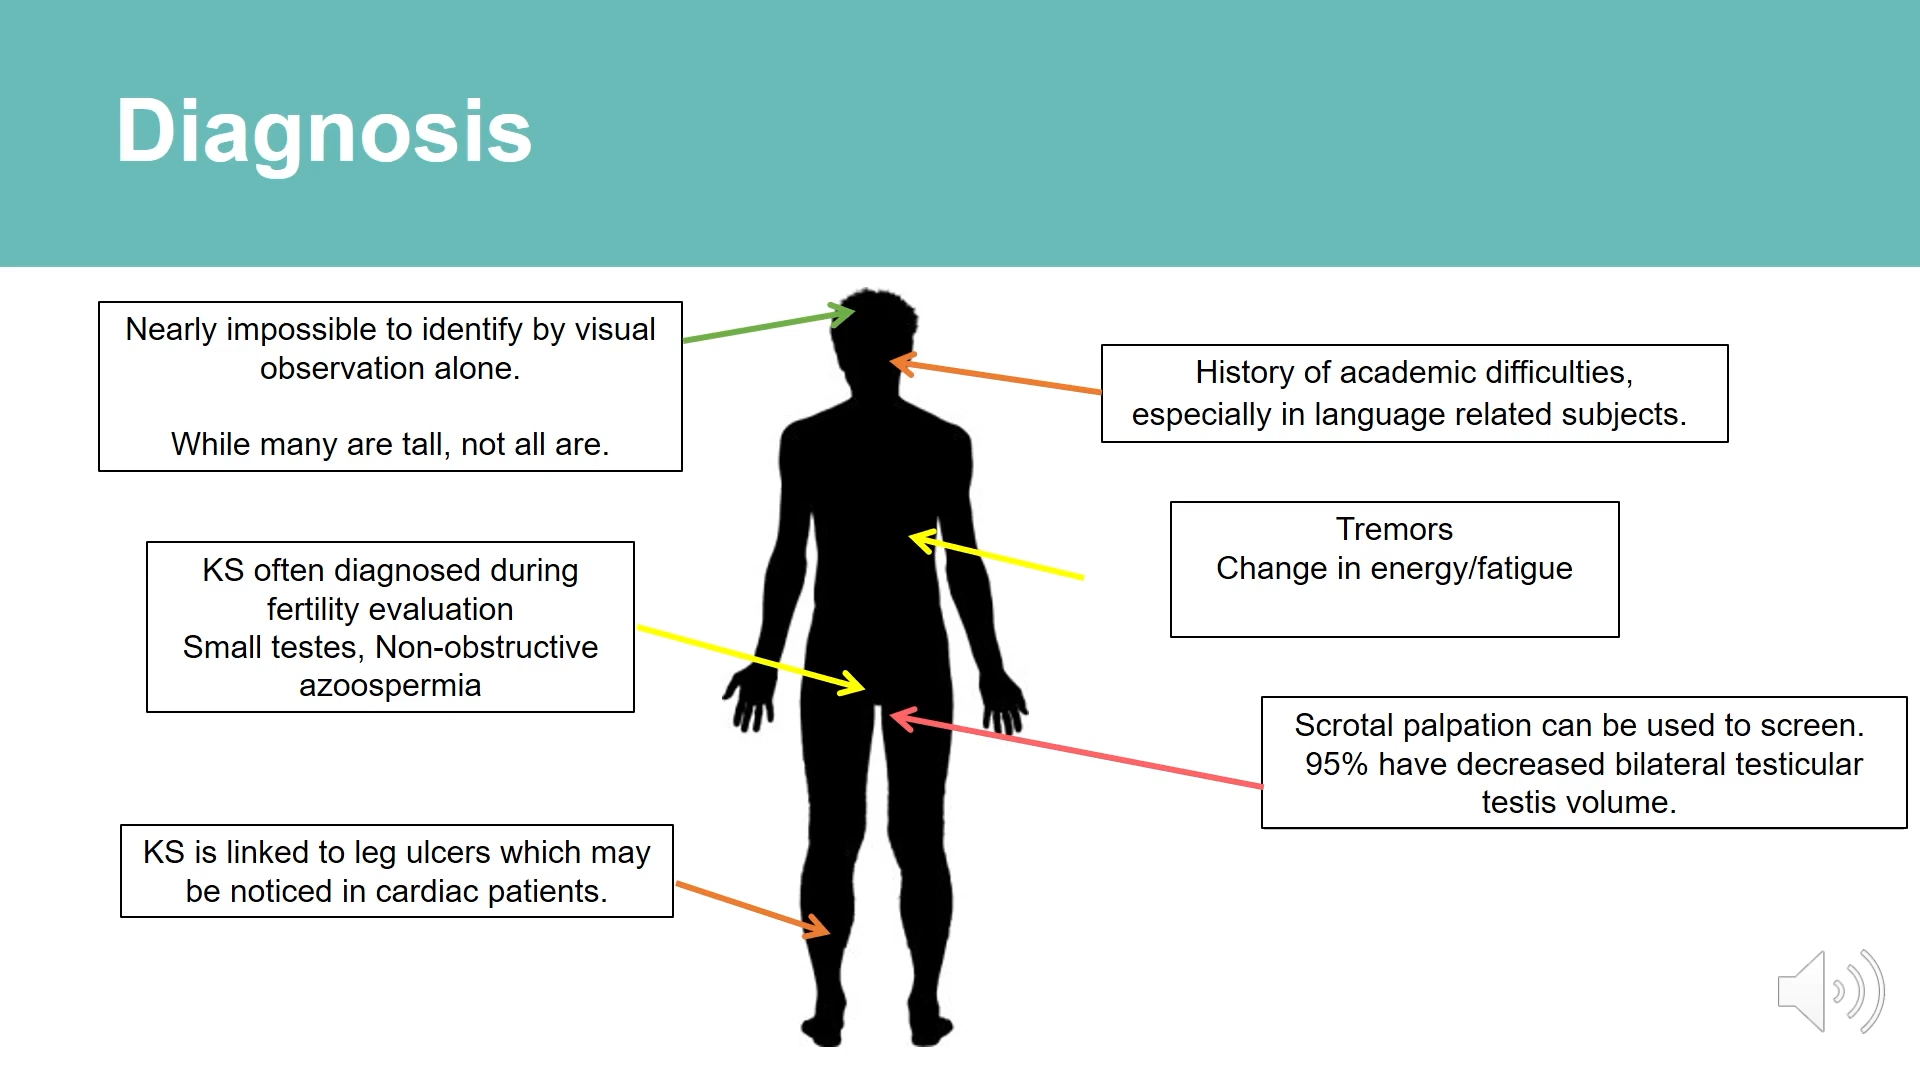 Diagnosis
Nearly impossible to identify by visual
observation alone.
While many are tall, not all are.
History of academic difficulties,
especially in language related subjects.
Tremors
Change in energy/fatigue
KS often diagnosed during
fertility evaluation
Small testes, Non-obstructive
azoospermia
Scrotal palpation can be used to screen.
95% have decreased bilateral testicular
testis volume.
KS is linked to leg ulcers which may
be noticed in cardiac patients.